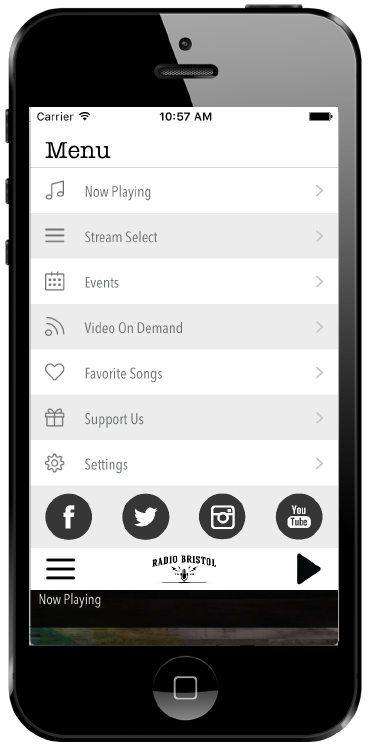 Carrier 10:57 AM
Menu
Now Playing
Stream Select
Events
Video On Demand
Favorite Songs
Support Us
Settings
f You
Tube
RADIO BRISTOL
Now Playing